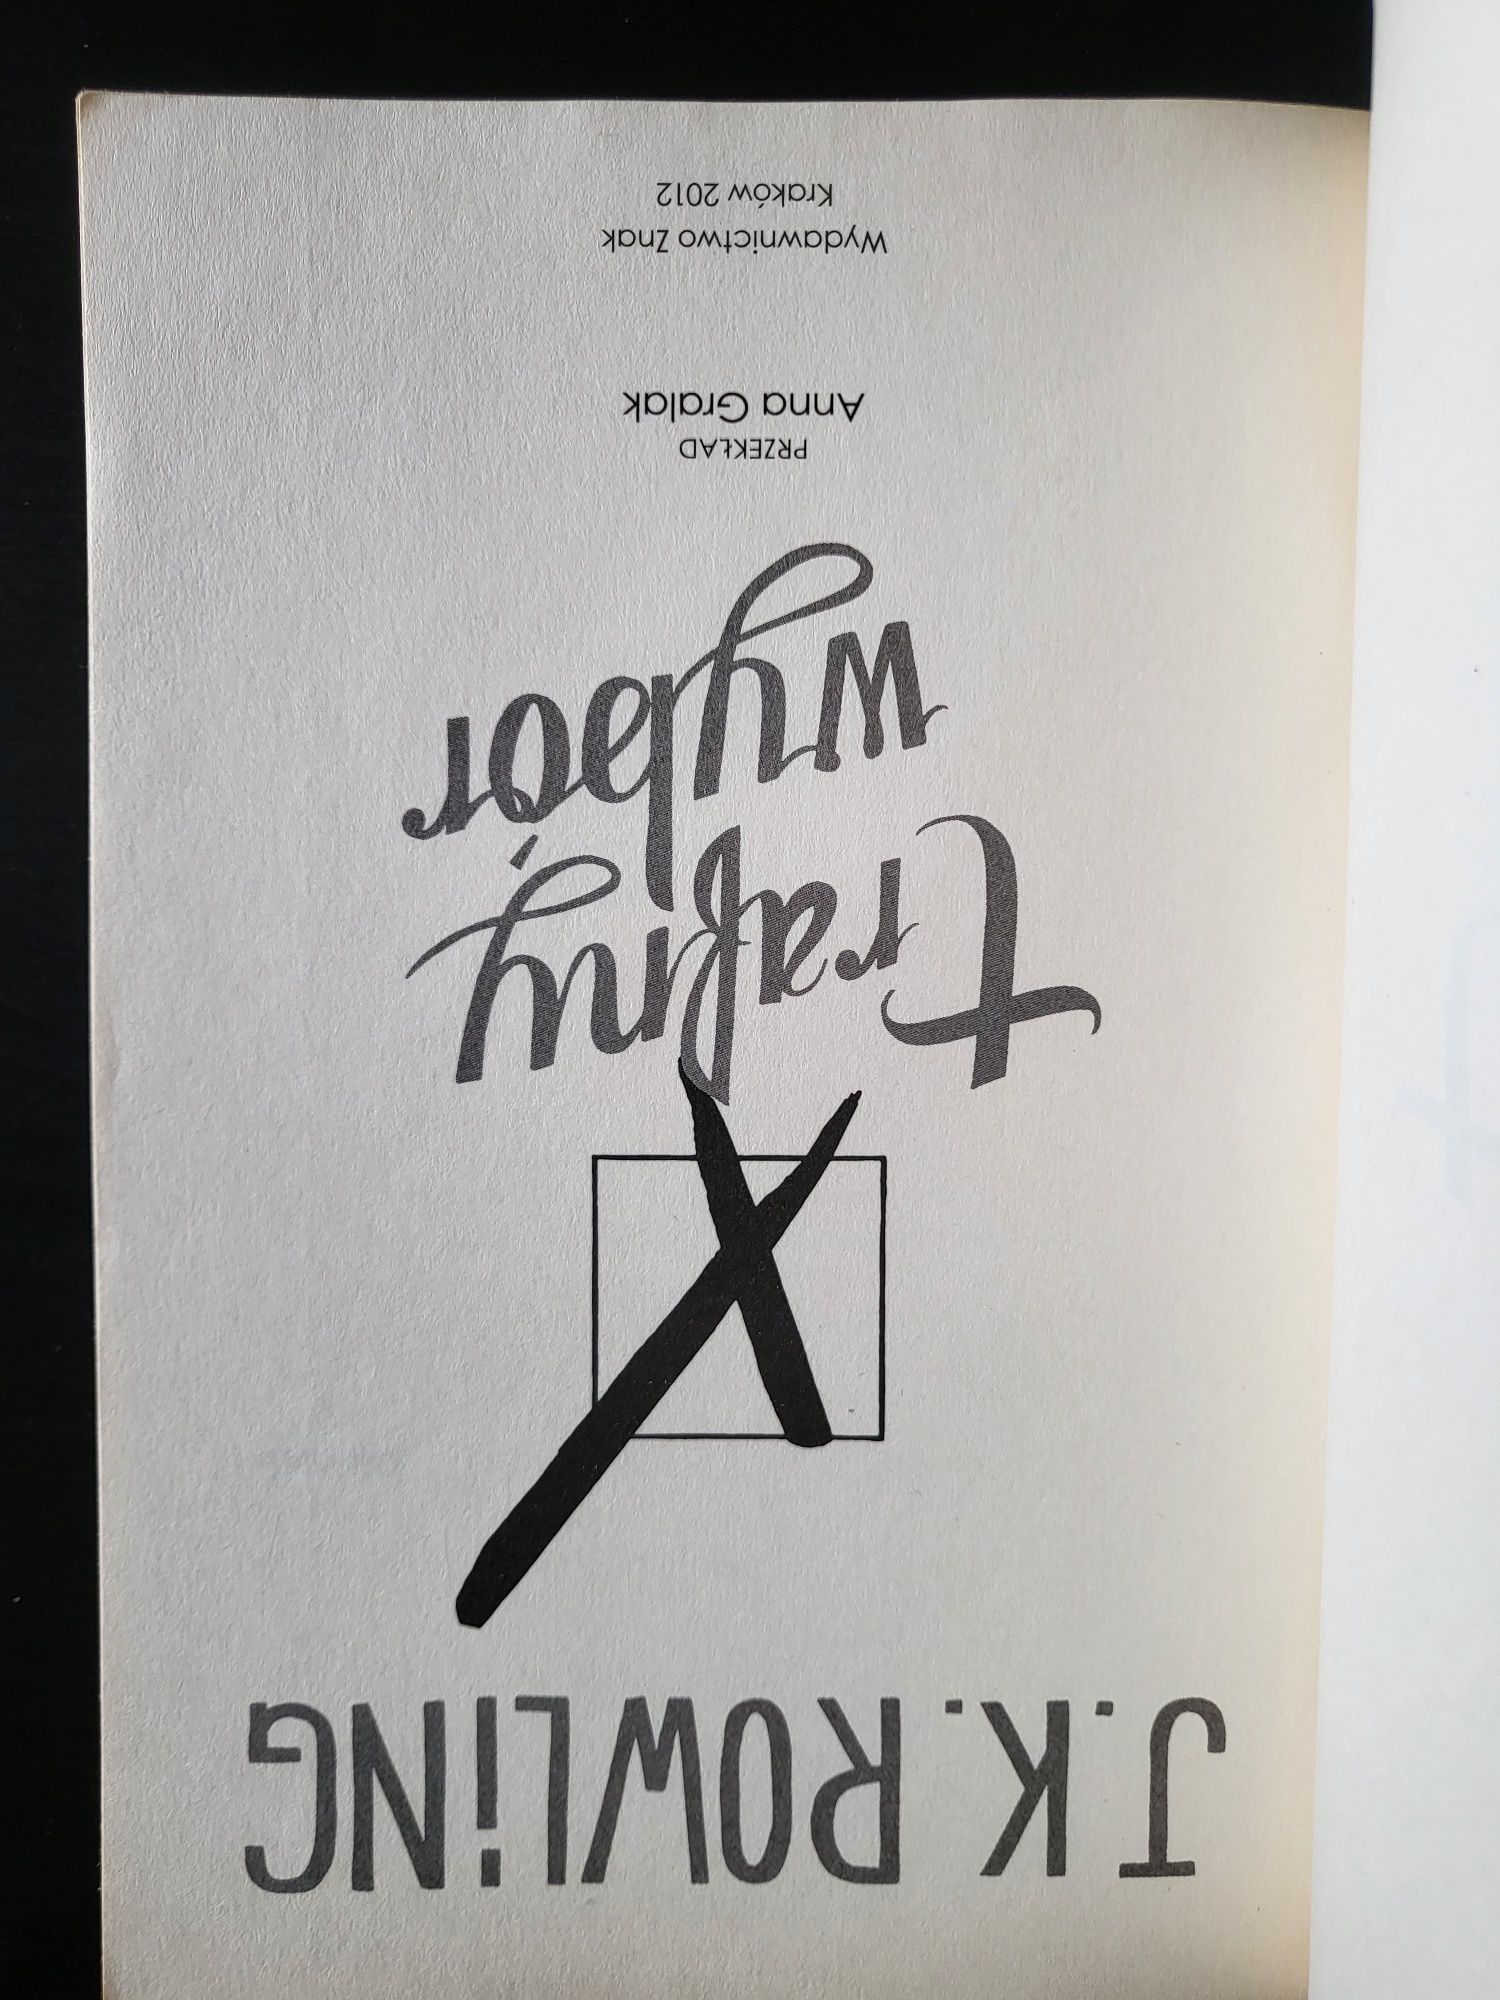 J.K. ROWLiNG
trafny
wybór
PRZEKŁAD
Anna Gralak
Wydawnictwo Znak
Kraków 2012